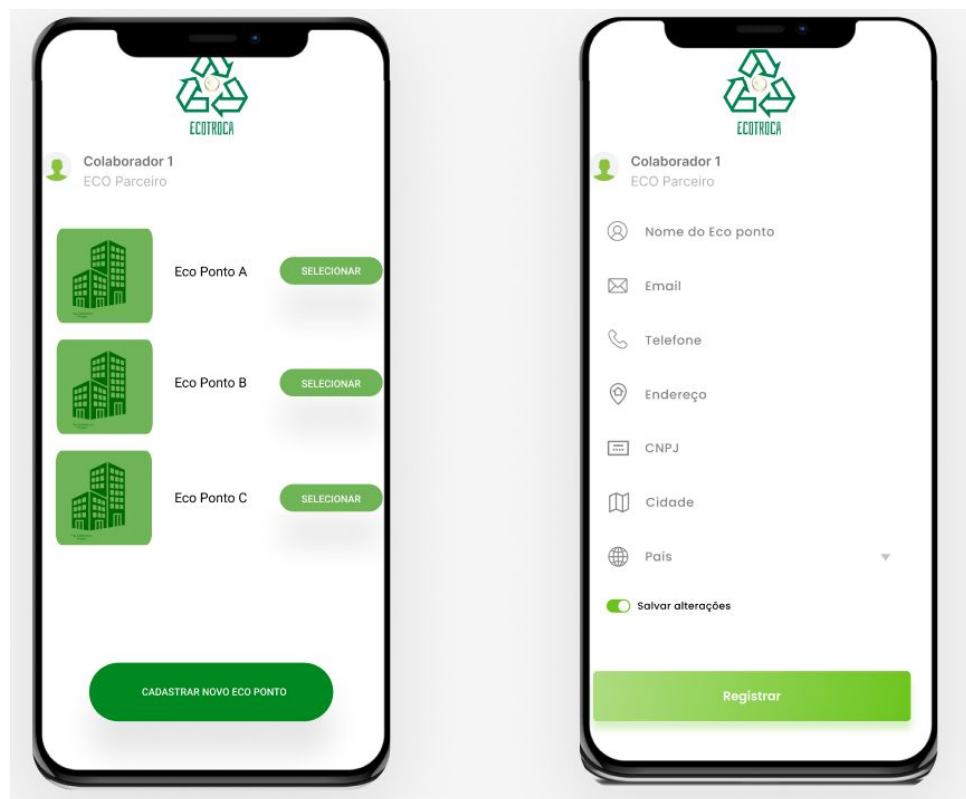 ECOTROCA
Colaborador 1
ECO Parceiro
Eco Ponto A
SELECIONAR
Eco Ponto B
SELECIONAR
Eco Ponto C
SELECIONAR
CADASTRAR NOVO ECO PONTO
ECOTROCA
Colaborador 1
ECO Parceiro
Nome do Eco ponto
Email
Telefone
Endereço
CNPJ
Cidade
País
Salvar alterações
Registrar